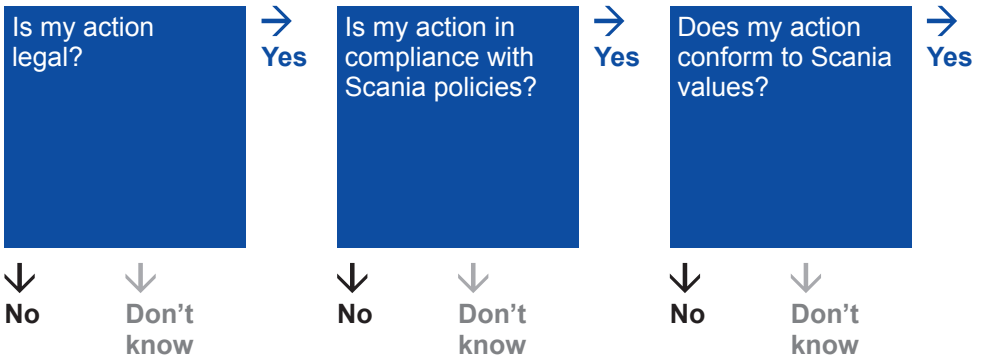 Is my action
legal?
Yes
Is my action in
compliance with
Scania policies?
Yes
Does my action
conform to Scania
values?
Yes
No
Don't
know
No
Don't
know
No
Don't
know